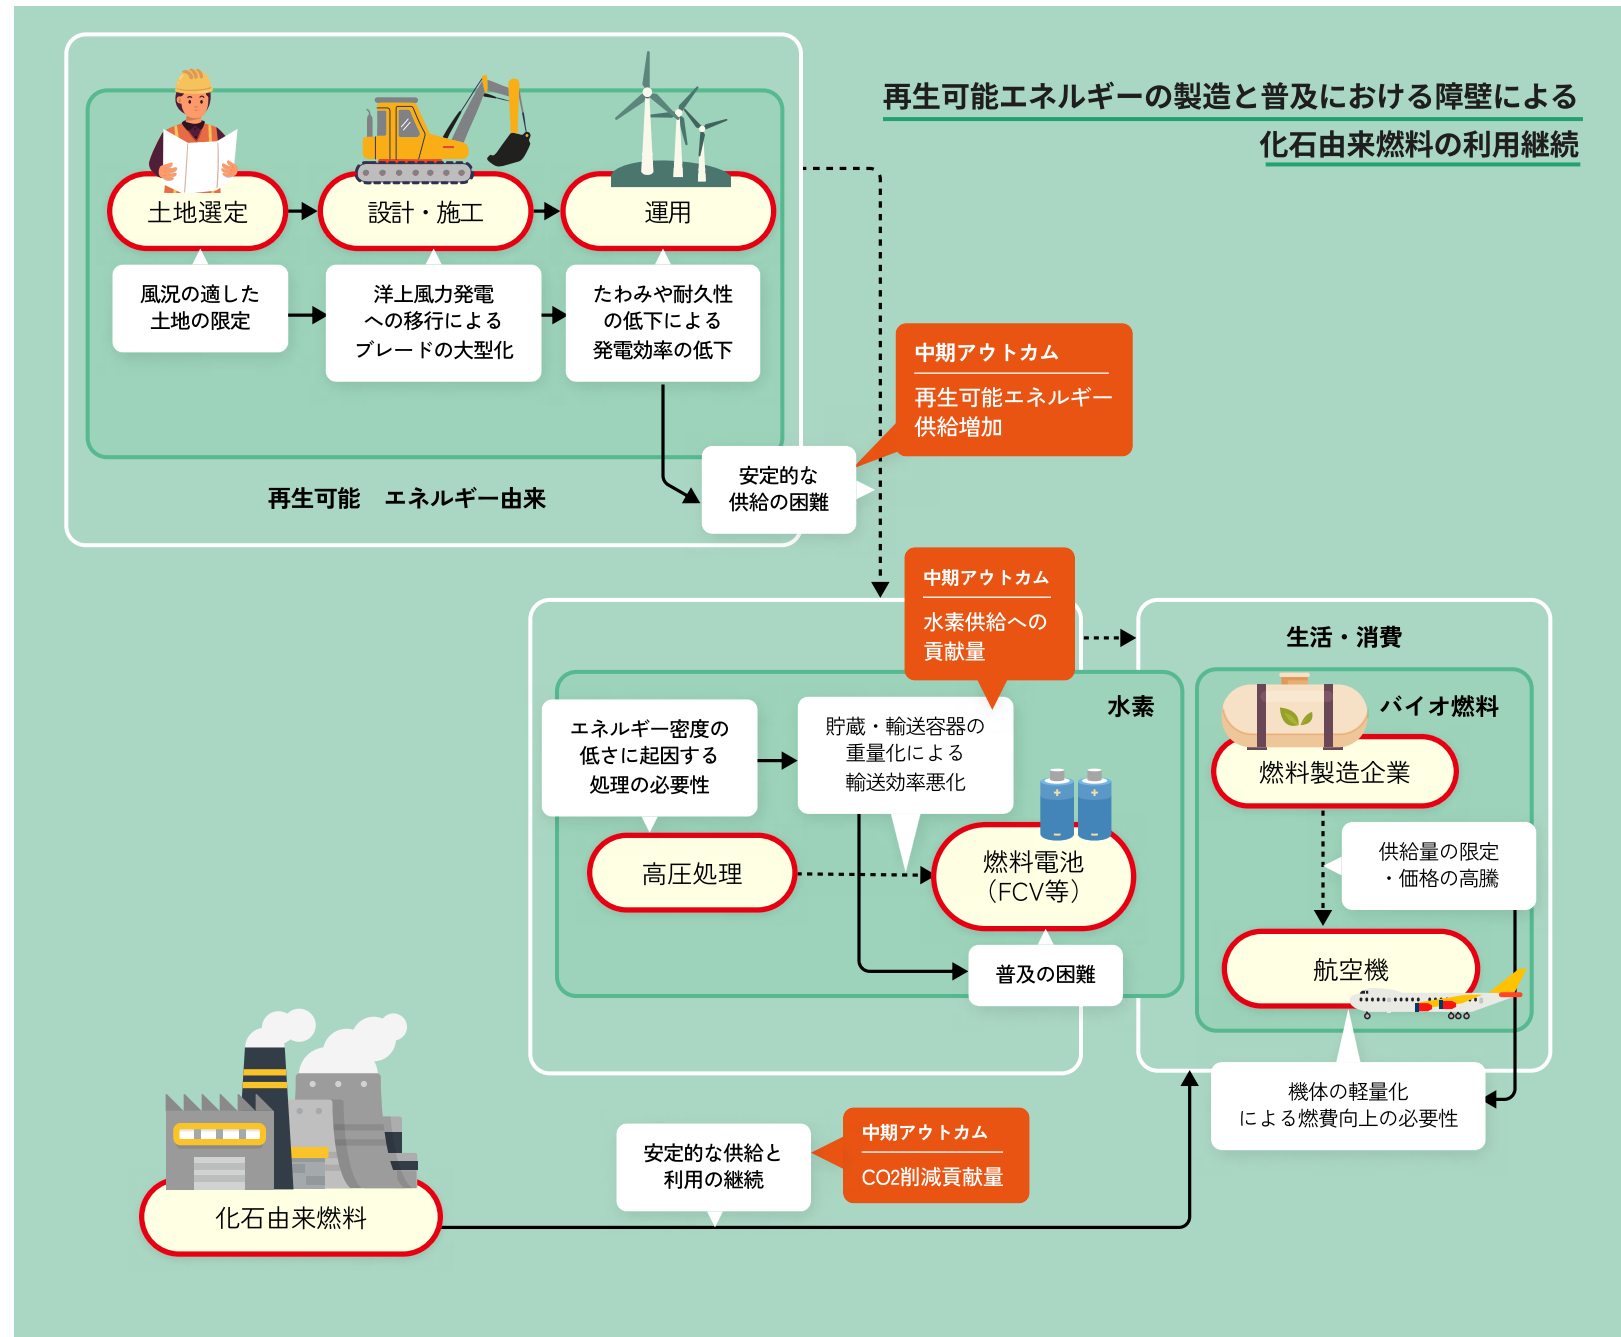 再生可能エネルギーの製造と普及における障壁による
化石由来燃料の利用継続
土地選定
設計・施工
運用
風況の適した
土地の限定
洋上風力発電
への移行による
ブレードの大型化
たわみや耐久性
の低下による
発電効率の低下
中期アウトカム
再生可能エネルギー
供給増加
安定的な
供給の困難
再生可能　エネルギー由来
中期アウトカム
水素供給への
貢献量
生活・消費
水素
バイオ燃料
エネルギー密度の
低さに起因する
処理の必要性
貯蔵・輸送容器の
重量化による
輸送効率悪化
燃料製造企業
高圧処理
燃料電池
（FCV等）
供給量の限定
・価格の高騰
普及の困難
航空機
機体の軽量化
による燃費向上の必要性
安定的な供給と
利用の継続
中期アウトカム
CO2削減貢献量
化石由来燃料